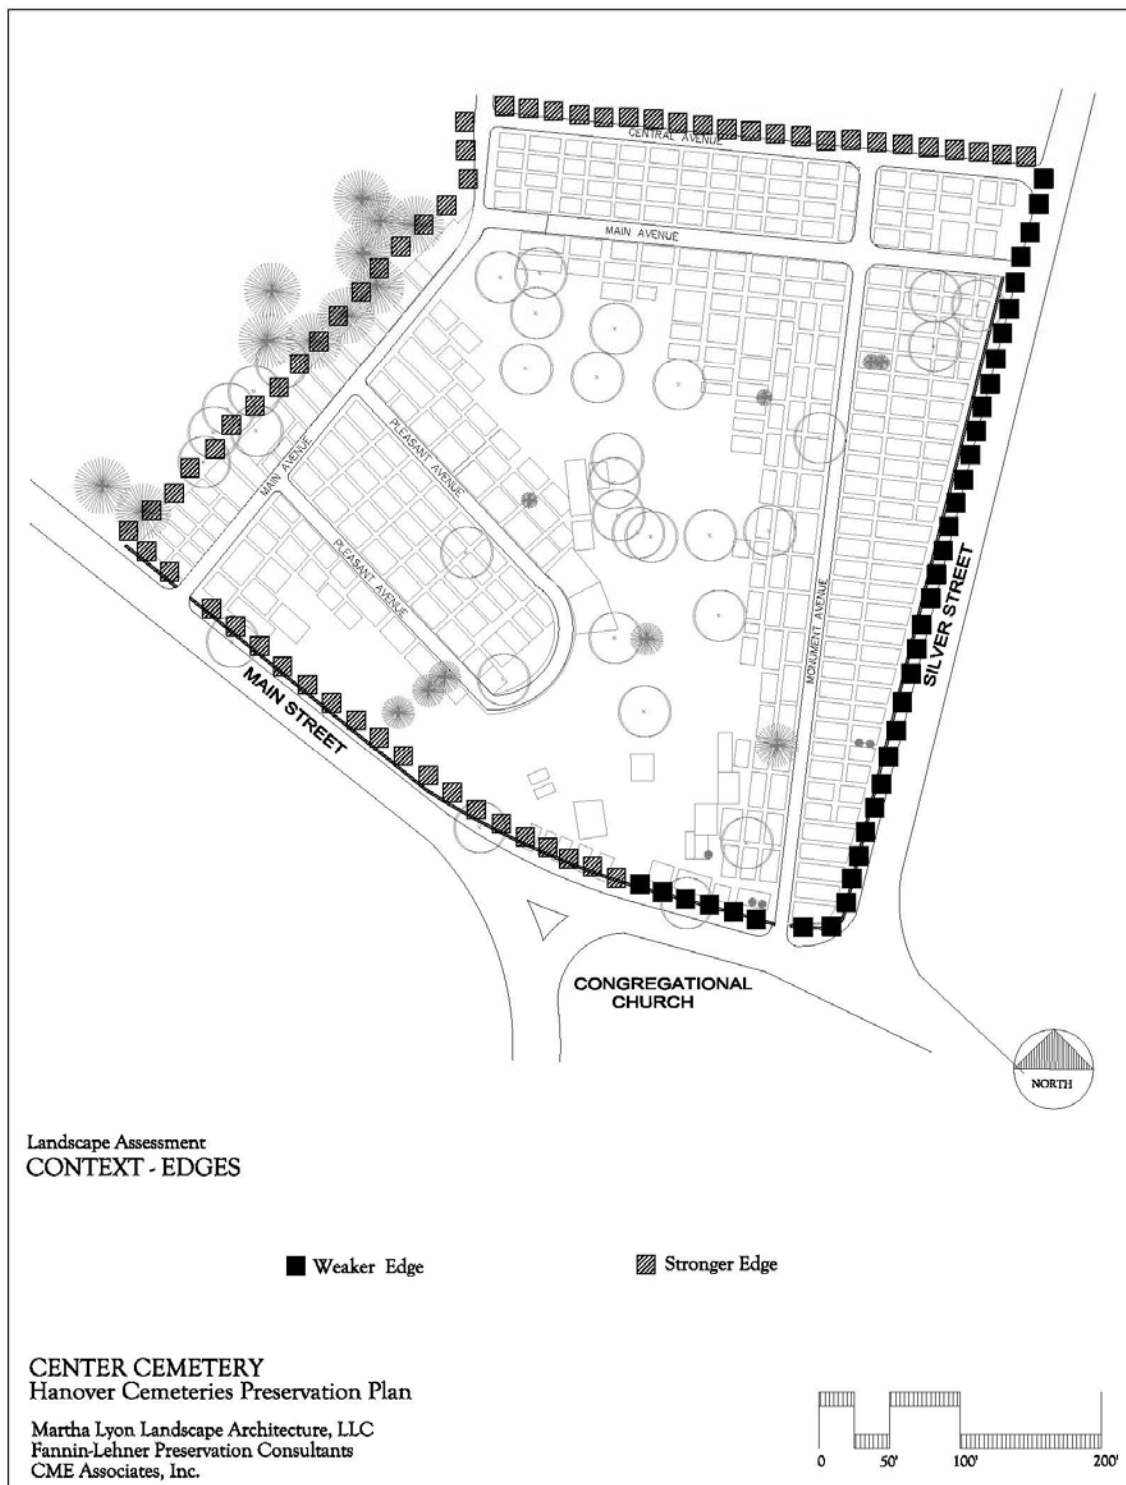 CENTRAL AVENUE
MAIN AVENUE
PLEASANT AVENUE
MAIN AVENUE
PLEASANT AVENUE
MONUMENT AVENUE
SILVER STREET
MAIN STREET
CONGREGATIONAL
CHURCH
NORTH
Landscape Assessment
CONTEXT - EDGES
Weaker Edge
Stronger Edge
CENTER CEMETERY
Hanover Cemeteries Preservation Plan
Martha Lyon Landscape Architecture, LLC
Fannin-Lehner Preservation Consultants
CME Associates, Inc.
0 50' 100' 200'